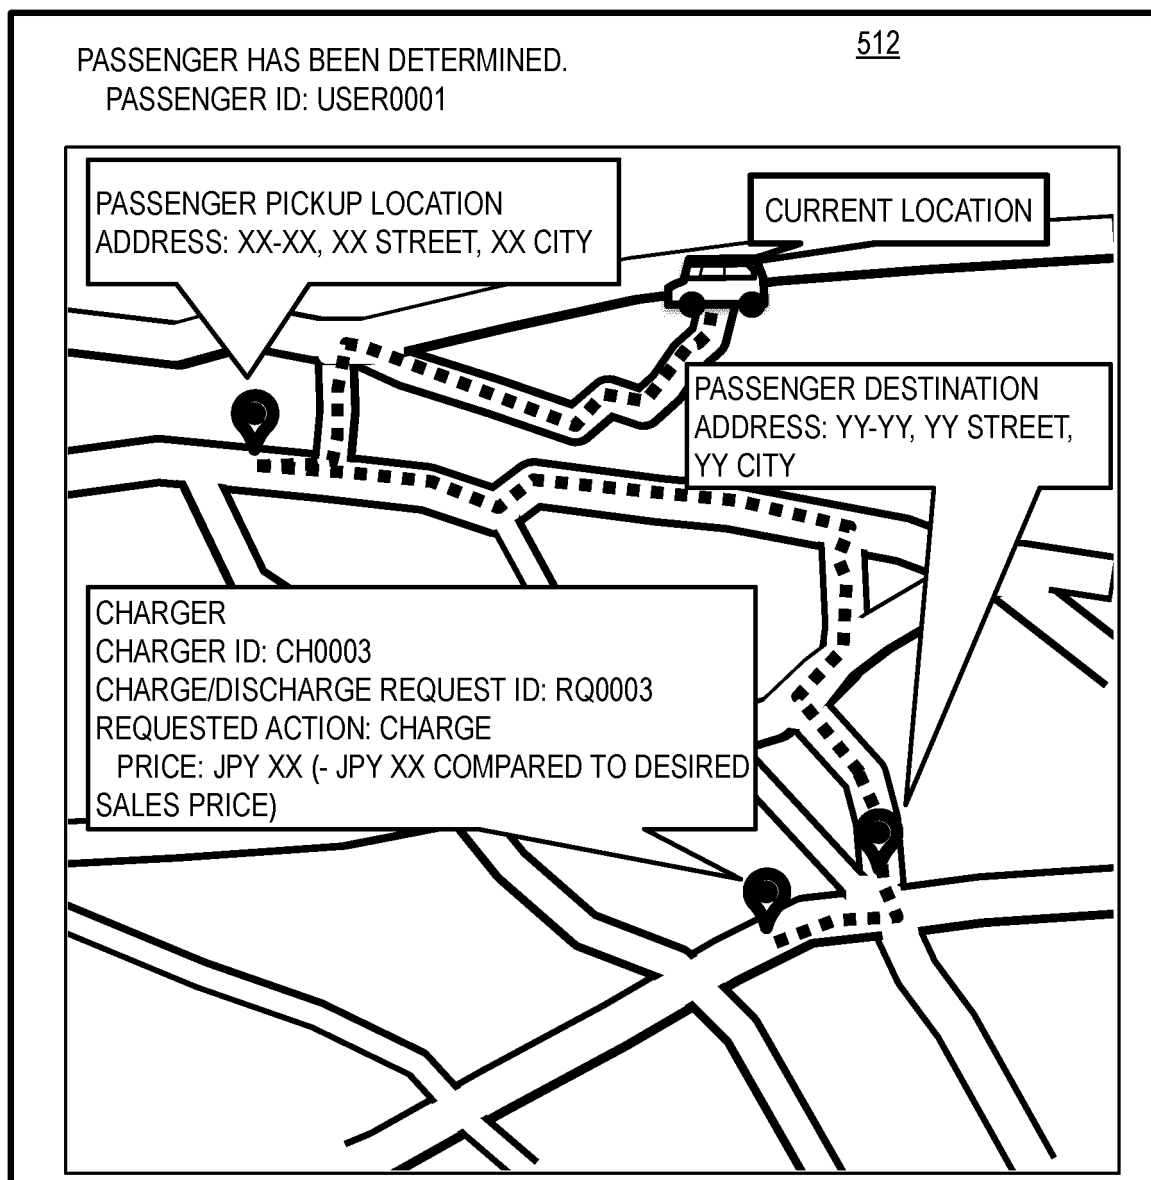 512
PASSENGER HAS BEEN DETERMINED.
PASSENGER ID: USER0001
PASSENGER PICKUP LOCATION
ADDRESS: XX-XX, XX STREET, XX CITY
CURRENT LOCATION
PASSENGER DESTINATION
ADDRESS: YY-YY, YY STREET,
YY CITY
CHARGER
CHARGER ID: CH0003
CHARGE/DISCHARGE REQUEST ID: RQ0003
REQUESTED ACTION: CHARGE
PRICE: JPY XX (- JPY XX COMPARED TO DESIRED
SALES PRICE)